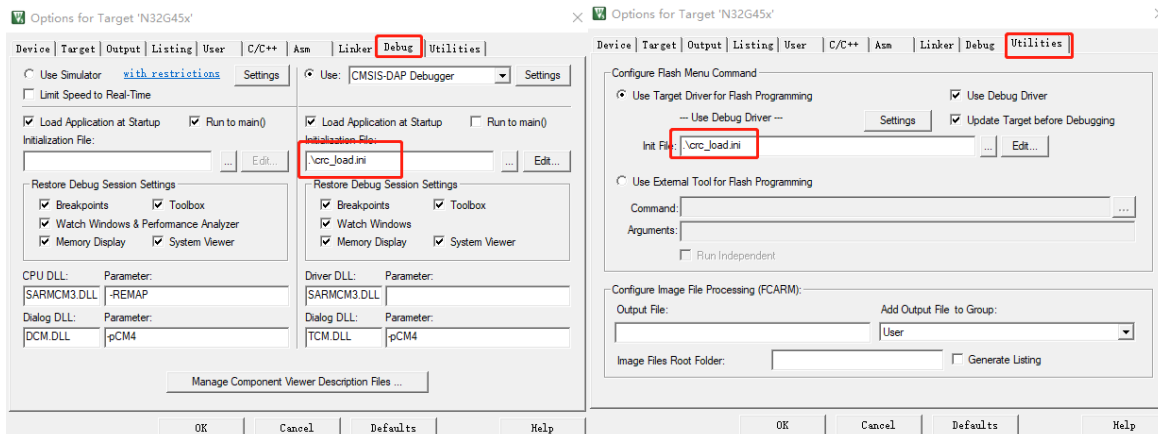 Options for Target 'N32G45x'
Device Target Output Listing User C/C++ Asm Linker Debug Utilities
Use Simulator with restrictions Settings
Limit Speed to Real-Time
Load Application at Startup Run to main()
Initialization File:
... Edit...
Restore Debug Session Settings
Breakpoints Toolbox
Watch Windows & Performance Analyzer
Memory Display System Viewer
CPU DLL: Parameter:
SARMCM3.DLL -REMAP
Dialog DLL: Parameter:
DCM.DLL -pCM4
Use: CMSIS-DAP Debugger Settings
Load Application at Startup Run to main()
Initialization File:
.\crc_load.ini ... Edit...
Restore Debug Session Settings
Breakpoints Toolbox
Watch Windows
Memory Display System Viewer
Driver DLL: Parameter:
SARMCM3.DLL
Dialog DLL: Parameter:
TCM.DLL -pCM4
Manage Component Viewer Description Files ...
OK Cancel Defaults Help
Options for Target 'N32G45x'
Device Target Output Listing User C/C++ Asm Linker Debug Utilities
Configure Flash Menu Command
Use Target Driver for Flash Programming Use Debug Driver
--- Use Debug Driver --- Settings Update Target before Debugging
Init File: .\crc_load.ini ... Edit...
Use External Tool for Flash Programming
Command: ...
Arguments:
Run Independent
Configure Image File Processing (FCARM):
Output File: Add Output File to Group:
User
Image Files Root Folder: Generate Listing
OK Cancel Defaults Help